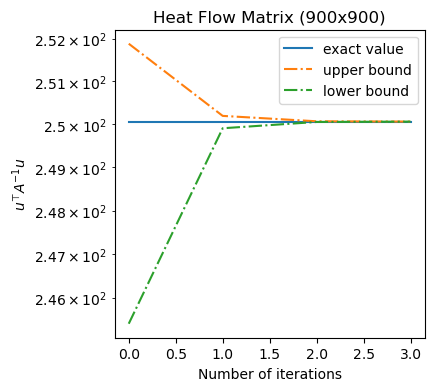 Heat Flow Matrix (900x900)
exact value
upper bound
lower bound
2.52 × 10²
2.51 × 10²
2.5 × 10²
2.49 × 10²
2.48 × 10²
2.47 × 10²
2.46 × 10²
u⊤A⁻¹u
0.0 0.5 1.0 1.5 2.0 2.5 3.0
Number of iterations